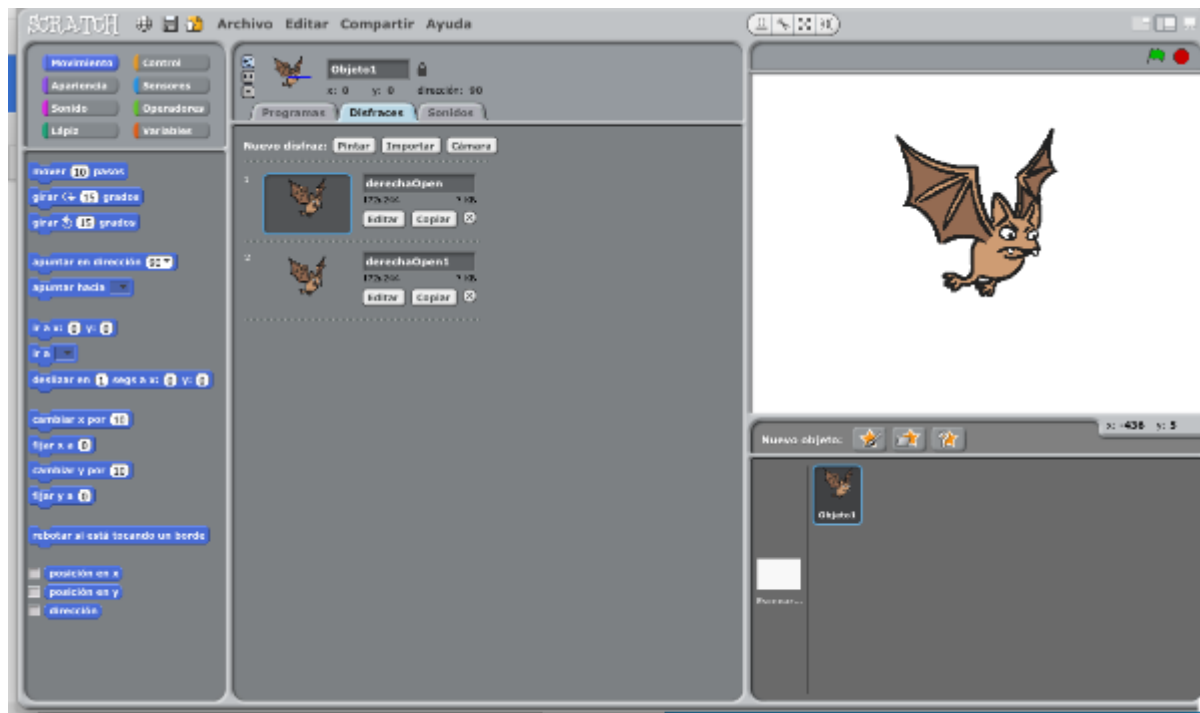 SCRATCH Archivo Editar Compartir Ayuda
Movimiento Control
Apariencia Sensores
Sonido Operadores
Lápiz Variables
mover 10 pasos
girar 15 grados
girar 15 grados
apuntar en dirección 90
apuntar hacia
ir a x: 0 y: 0
ir a
deslizar en 1 segs a x: 0 y: 0
cambiar x por 10
fijar x a 0
cambiar y por 10
fijar y a 0
rebotar si está tocando un borde
posición en x
posición en y
dirección
Objeto1
x: 0 y: 0 dirección: 90
Programas Disfraces Sonidos
Nuevo disfraz: Pintar Importar Cámara
1
derechaOpen
Editar Copiar
2
derechaOpen1
Editar Copiar
x: -436 y: 5
Nuevo objeto:
Objeto1